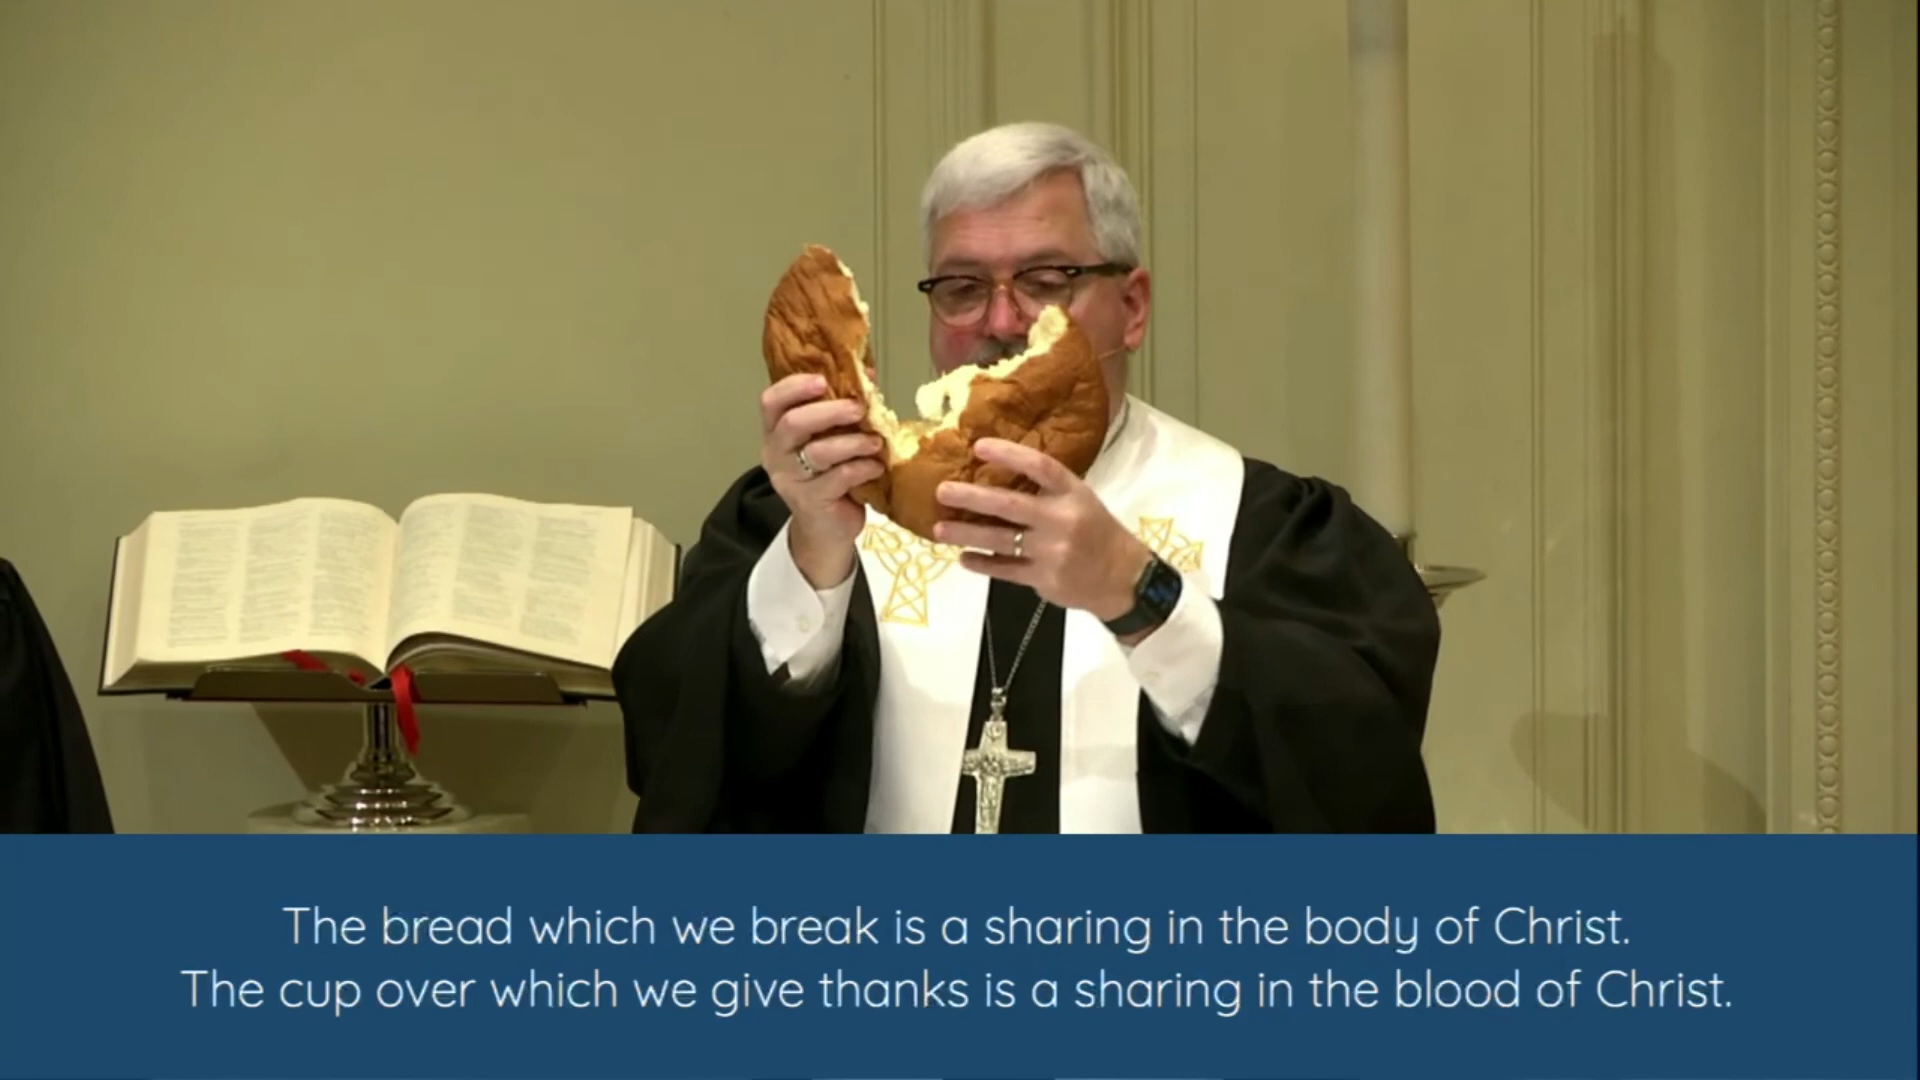 The bread which we break is a sharing in the body of Christ.
The cup over which we give thanks is a sharing in the blood of Christ.